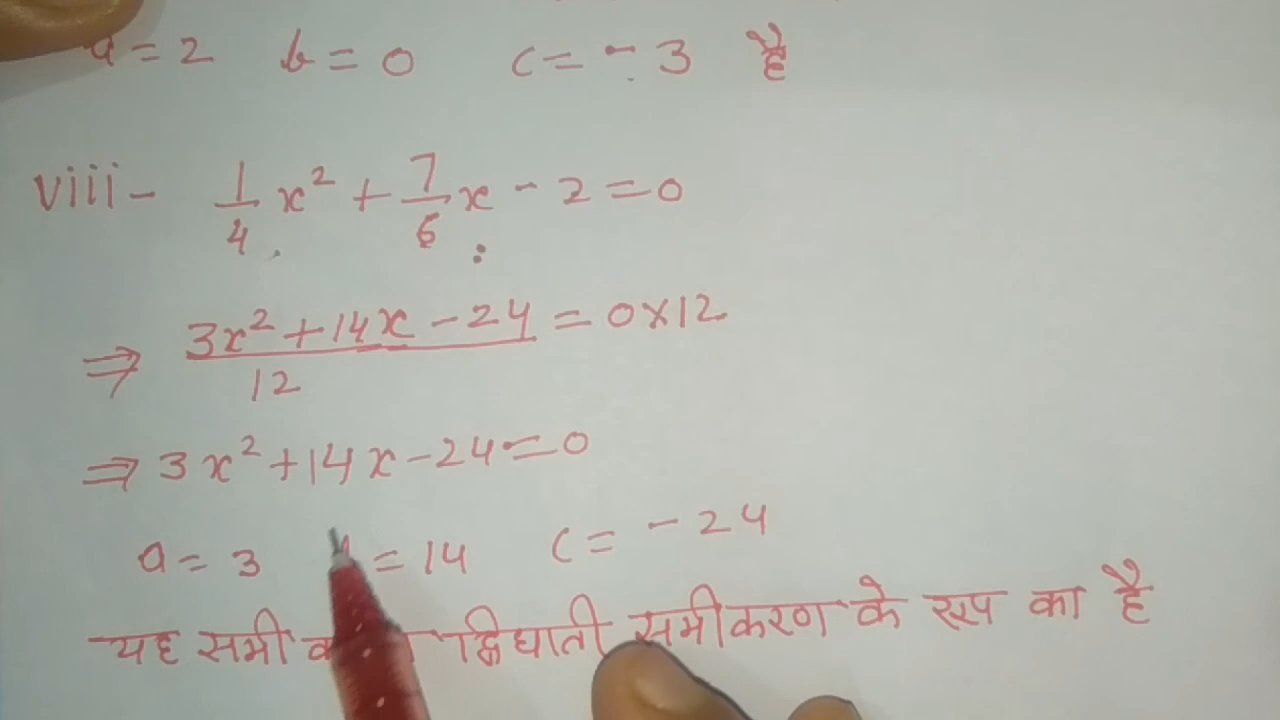 a = 2 b = 0 c = - 3 है
viii - 1/4 x² + 7/6 x - 2 = 0
⇒ (3x² + 14x - 24)/12 = 0 × 12
⇒ 3x² + 14x - 24 = 0
a = 3 = 14 c = - 24
यह द्विघाती समीकरण के रूप का है